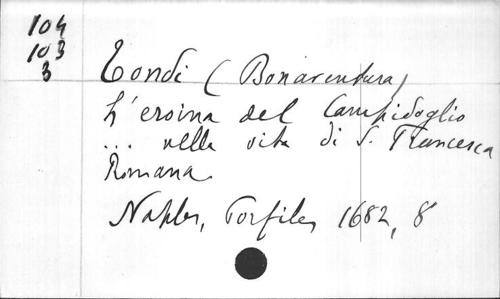 104
103
3
Tondi (Bonaventura)
L'eroina del Campidoglio
... nella vita di S. Francesca
Romana
Naples, Porfile, 1682, 8